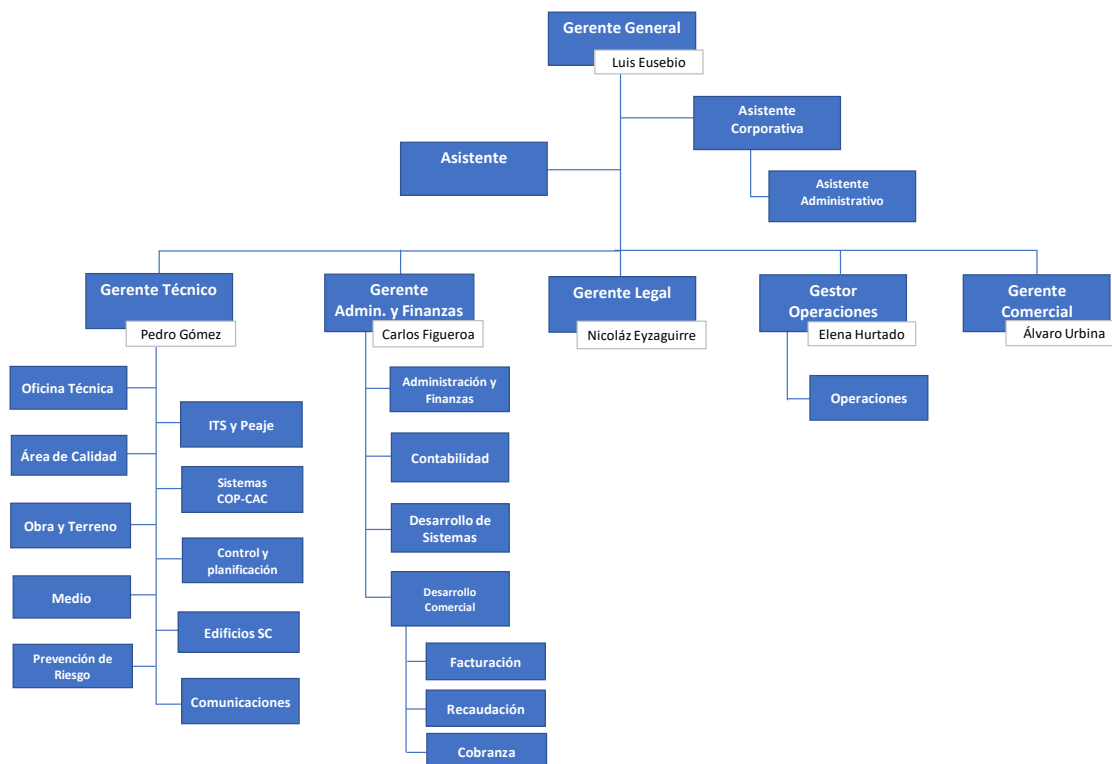 Gerente General
Luis Eusebio
Asistente
Corporativa
Asistente
Asistente
Administrativo
Gerente Técnico
Pedro Gómez
Gerente
Admin. y Finanzas
Carlos Figueroa
Gerente Legal
Nicoláz Eyzaguirre
Gestor
Operaciones
Elena Hurtado
Gerente
Comercial
Álvaro Urbina
Oficina Técnica
ITS y Peaje
Área de Calidad
Sistemas
COP-CAC
Obra y Terreno
Control y
planificación
Medio
Edificios SC
Prevención de
Riesgo
Comunicaciones
Administración y
Finanzas
Contabilidad
Desarrollo de
Sistemas
Desarrollo
Comercial
Facturación
Recaudación
Cobranza
Operaciones